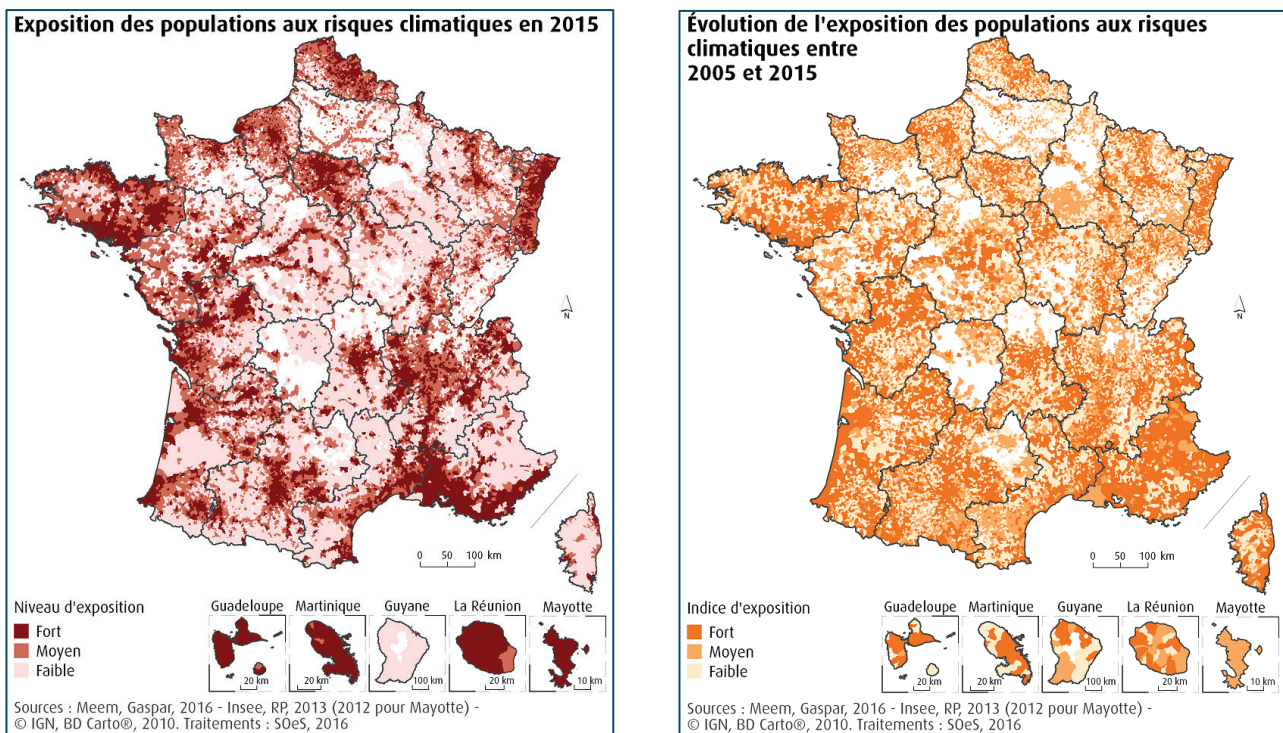 Exposition des populations aux risques climatiques en 2015
N
0 50 100 km
Niveau d'exposition
Fort
Moyen
Faible
Guadeloupe
20 km
Martinique
20 km
Guyane
100 km
La Réunion
20 km
Mayotte
10 km
Sources : Meem, Gaspar, 2016 - Insee, RP, 2013 (2012 pour Mayotte) -
© IGN, BD Carto®, 2010. Traitements : SOeS, 2016
Évolution de l'exposition des populations aux risques
climatiques entre
2005 et 2015
N
0 50 100 km
Indice d'exposition
Fort
Moyen
Faible
Guadeloupe
20 km
Martinique
20 km
Guyane
100 km
La Réunion
20 km
Mayotte
10 km
Sources : Meem, Gaspar, 2016 - Insee, RP, 2013 (2012 pour Mayotte) -
© IGN, BD Carto®, 2010. Traitements : SOeS, 2016